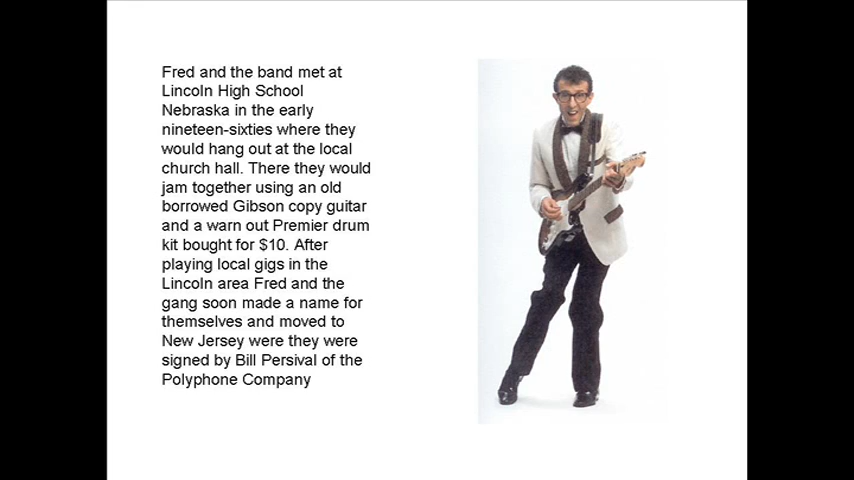 Fred and the band met at
Lincoln High School
Nebraska in the early
nineteen-sixties where they
would hang out at the local
church hall. There they would
jam together using an old
borrowed Gibson copy guitar
and a warn out Premier drum
kit bought for $10. After
playing local gigs in the
Lincoln area Fred and the
gang soon made a name for
themselves and moved to
New Jersey were they were
signed by Bill Persival of the
Polyphone Company